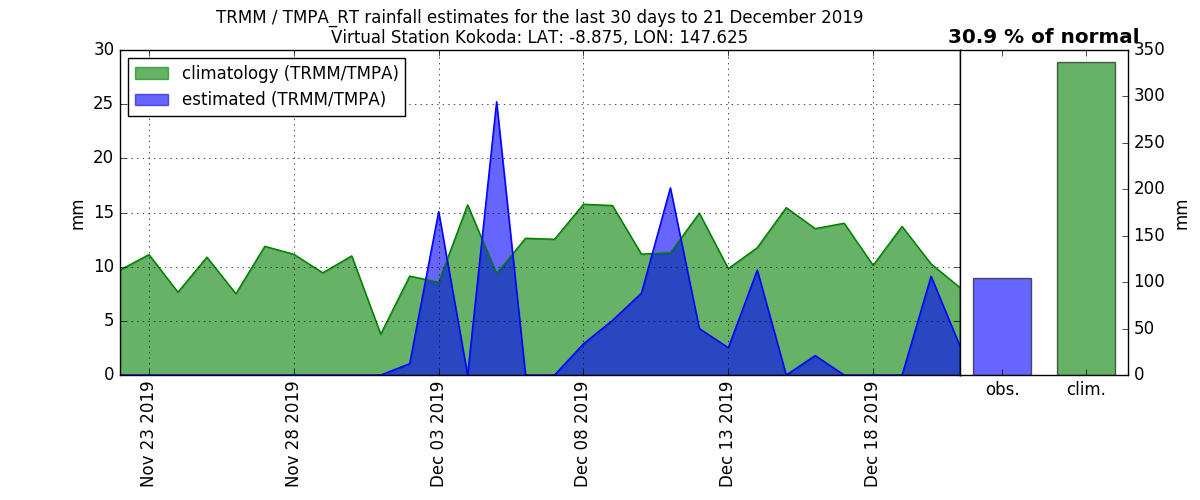 TRMM / TMPA_RT rainfall estimates for the last 30 days to 21 December 2019
Virtual Station Kokoda: LAT: -8.875, LON: 147.625
30.9 % of normal
climatology (TRMM/TMPA)
estimated (TRMM/TMPA)
mm
30
25
20
15
10
5
0
Nov 23 2019
Nov 28 2019
Dec 03 2019
Dec 08 2019
Dec 13 2019
Dec 18 2019
350
300
250
200
150
100
50
0
mm
obs.
clim.